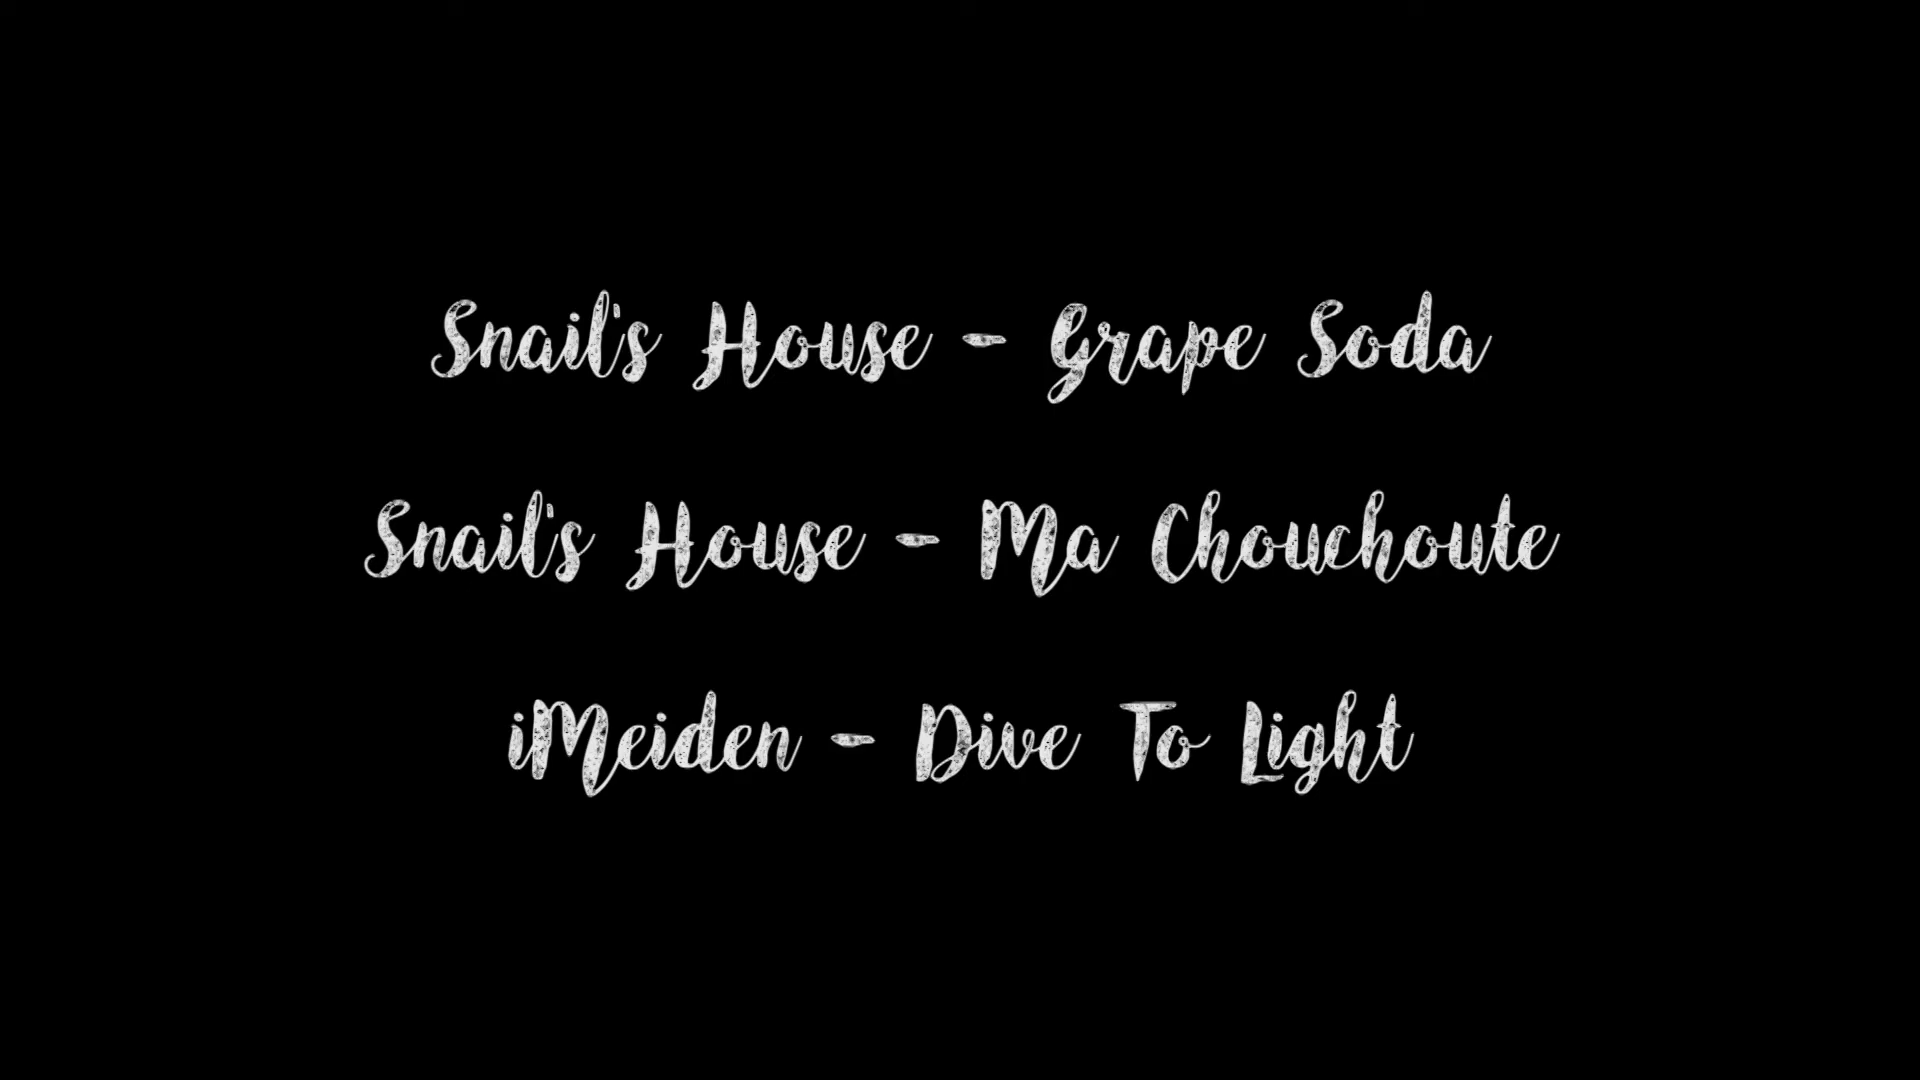 Snail's House - Grape Soda
Snail's House - Ma Chouchoute
iMeiden - Dive To Light